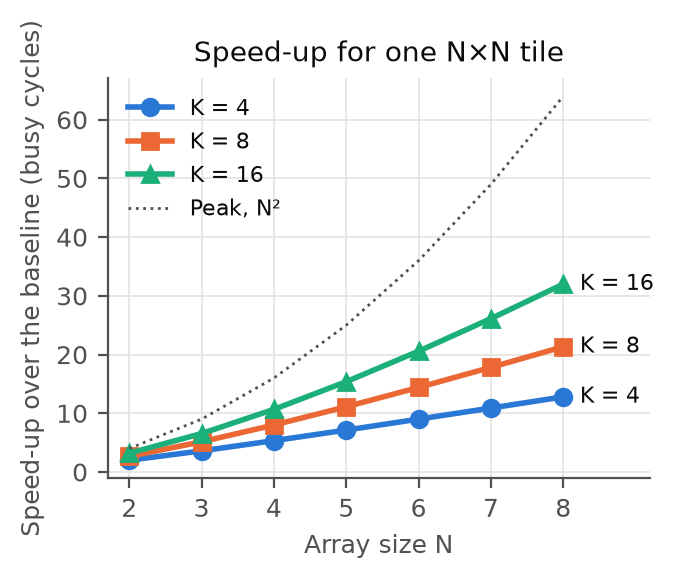 Speed-up for one N×N tile
Speed-up over the baseline (busy cycles)
60
50
40
30
20
10
0
K = 4
K = 8
K = 16
Peak, N²
K = 16
K = 8
K = 4
2 3 4 5 6 7 8
Array size N